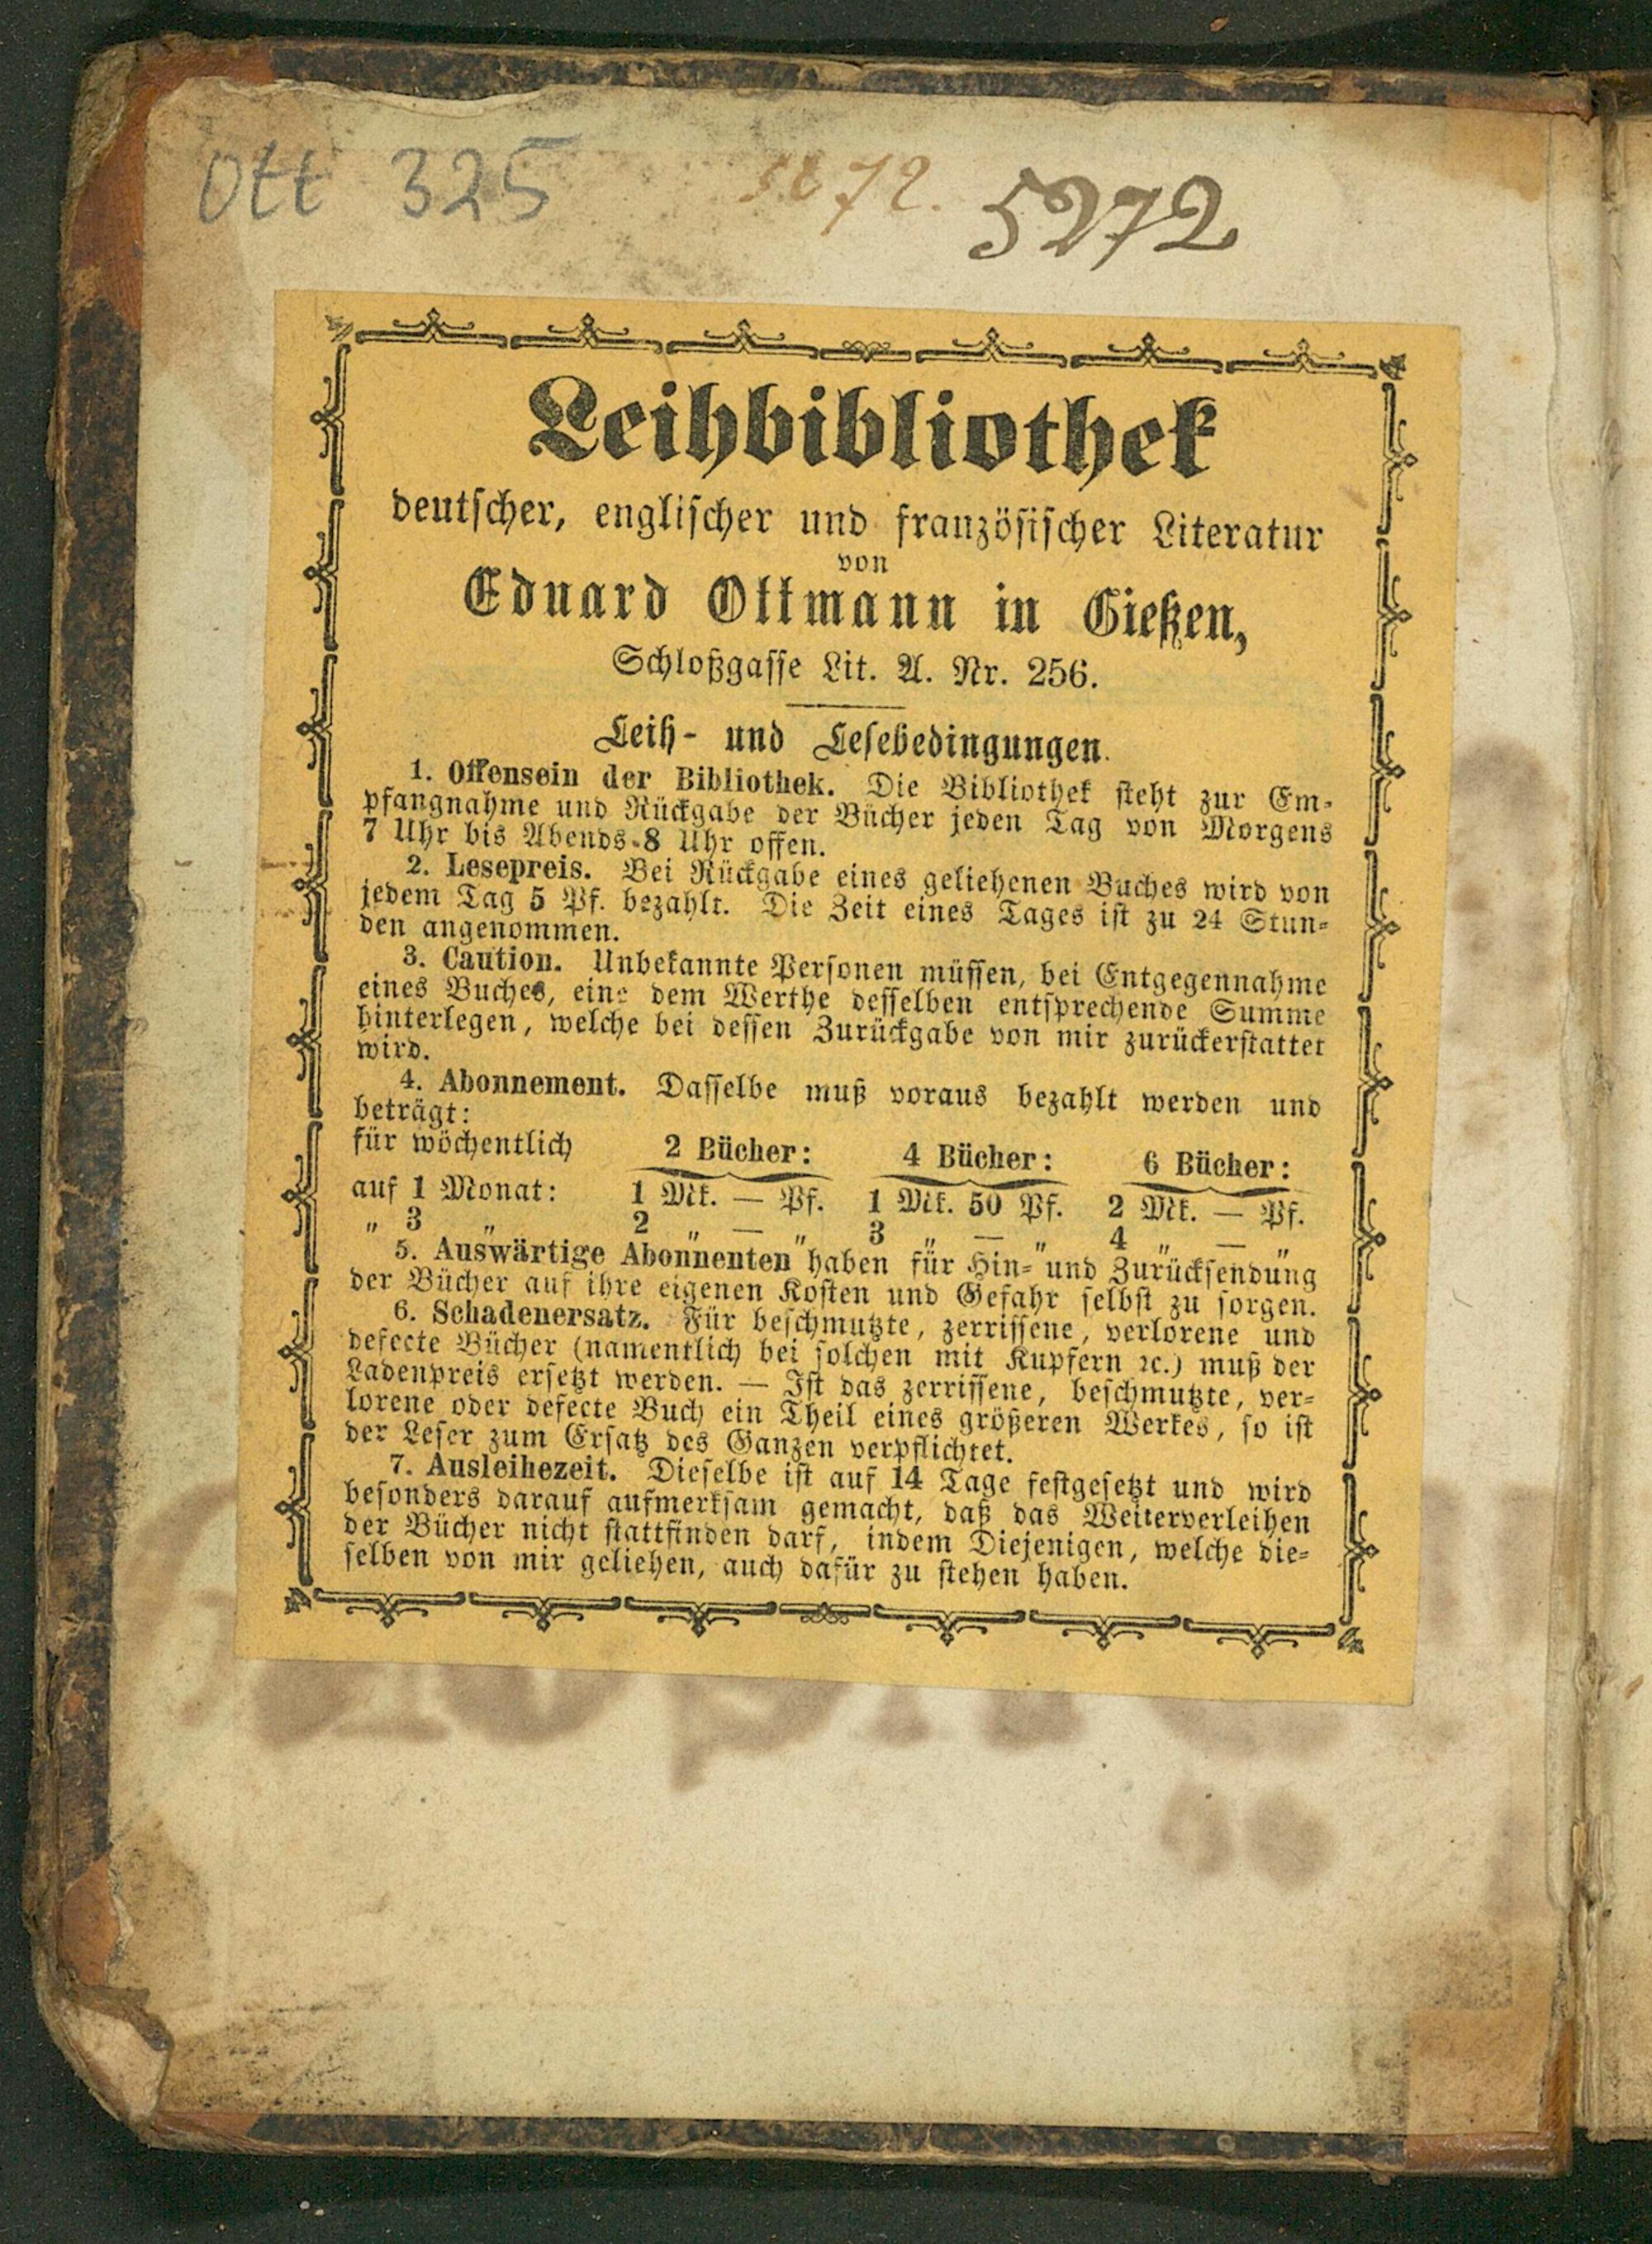 Ott 325
5272.
5272
Leihbibliothek
deutscher, englischer und französischer Literatur
von
Eduard Ottmann in Gießen,
Schloßgasse Lit. A. Nr. 256.
Leih- und Lesebedingungen.
1. Offensein der Bibliothek. Die Bibliothek steht zur Em-
pfangnahme und Rückgabe der Bücher jeden Tag von Morgens
7 Uhr bis Abends 8 Uhr offen.
2. Lesepreis. Bei Rückgabe eines geliehenen Buches wird von
jedem Tag 5 Pf. bezahlt. Die Zeit eines Tages ist zu 24 Stun-
den angenommen.
3. Caution. Unbekannte Personen müssen, bei Entgegennahme
eines Buches, eine dem Werthe desselben entsprechende Summe
hinterlegen, welche bei dessen Zurückgabe von mir zurückerstattet
wird.
4. Abonnement. Dasselbe muß voraus bezahlt werden und
beträgt:
für wöchentlich 2 Bücher: 4 Bücher: 6 Bücher:
auf 1 Monat: 1 Mk. — Pf. 1 Mk. 50 Pf. 2 Mk. — Pf.
„ 3 „ 2 „ — „ 3 „ — „ 4 „ — „
5. Auswärtige Abonnenten haben für Hin- und Zurücksendung
der Bücher auf ihre eigenen Kosten und Gefahr selbst zu sorgen.
6. Schadenersatz. Für beschmutzte, zerrissene, verlorene und
defecte Bücher (namentlich bei solchen mit Kupfern ꝛc.) muß der
Ladenpreis ersetzt werden. — Ist das zerrissene, beschmutzte, ver-
lorene oder defecte Buch ein Theil eines größeren Werkes, so ist
der Leser zum Ersatz des Ganzen verpflichtet.
7. Ausleihezeit. Dieselbe ist auf 14 Tage festgesetzt und wird
besonders darauf aufmerksam gemacht, daß das Weiterverleihen
der Bücher nicht stattfinden darf, indem Diejenigen, welche die-
selben von mir geliehen, auch dafür zu stehen haben.